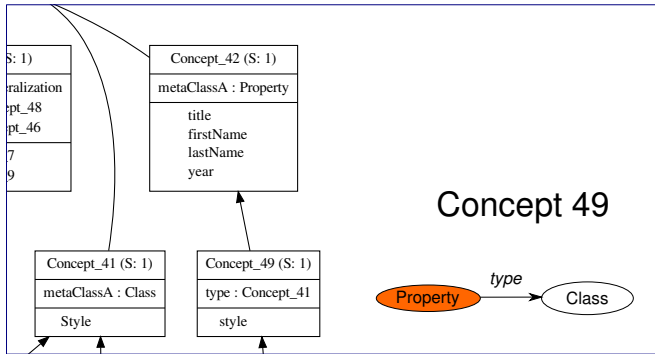 S: 1)
Concept_42 (S: 1)
metaClassA : Property
title
firstName
lastName
year
Concept 49
Concept_41 (S: 1)
metaClassA : Class
Style
Concept_49 (S: 1)
type : Concept_41
style
Property
type
Class